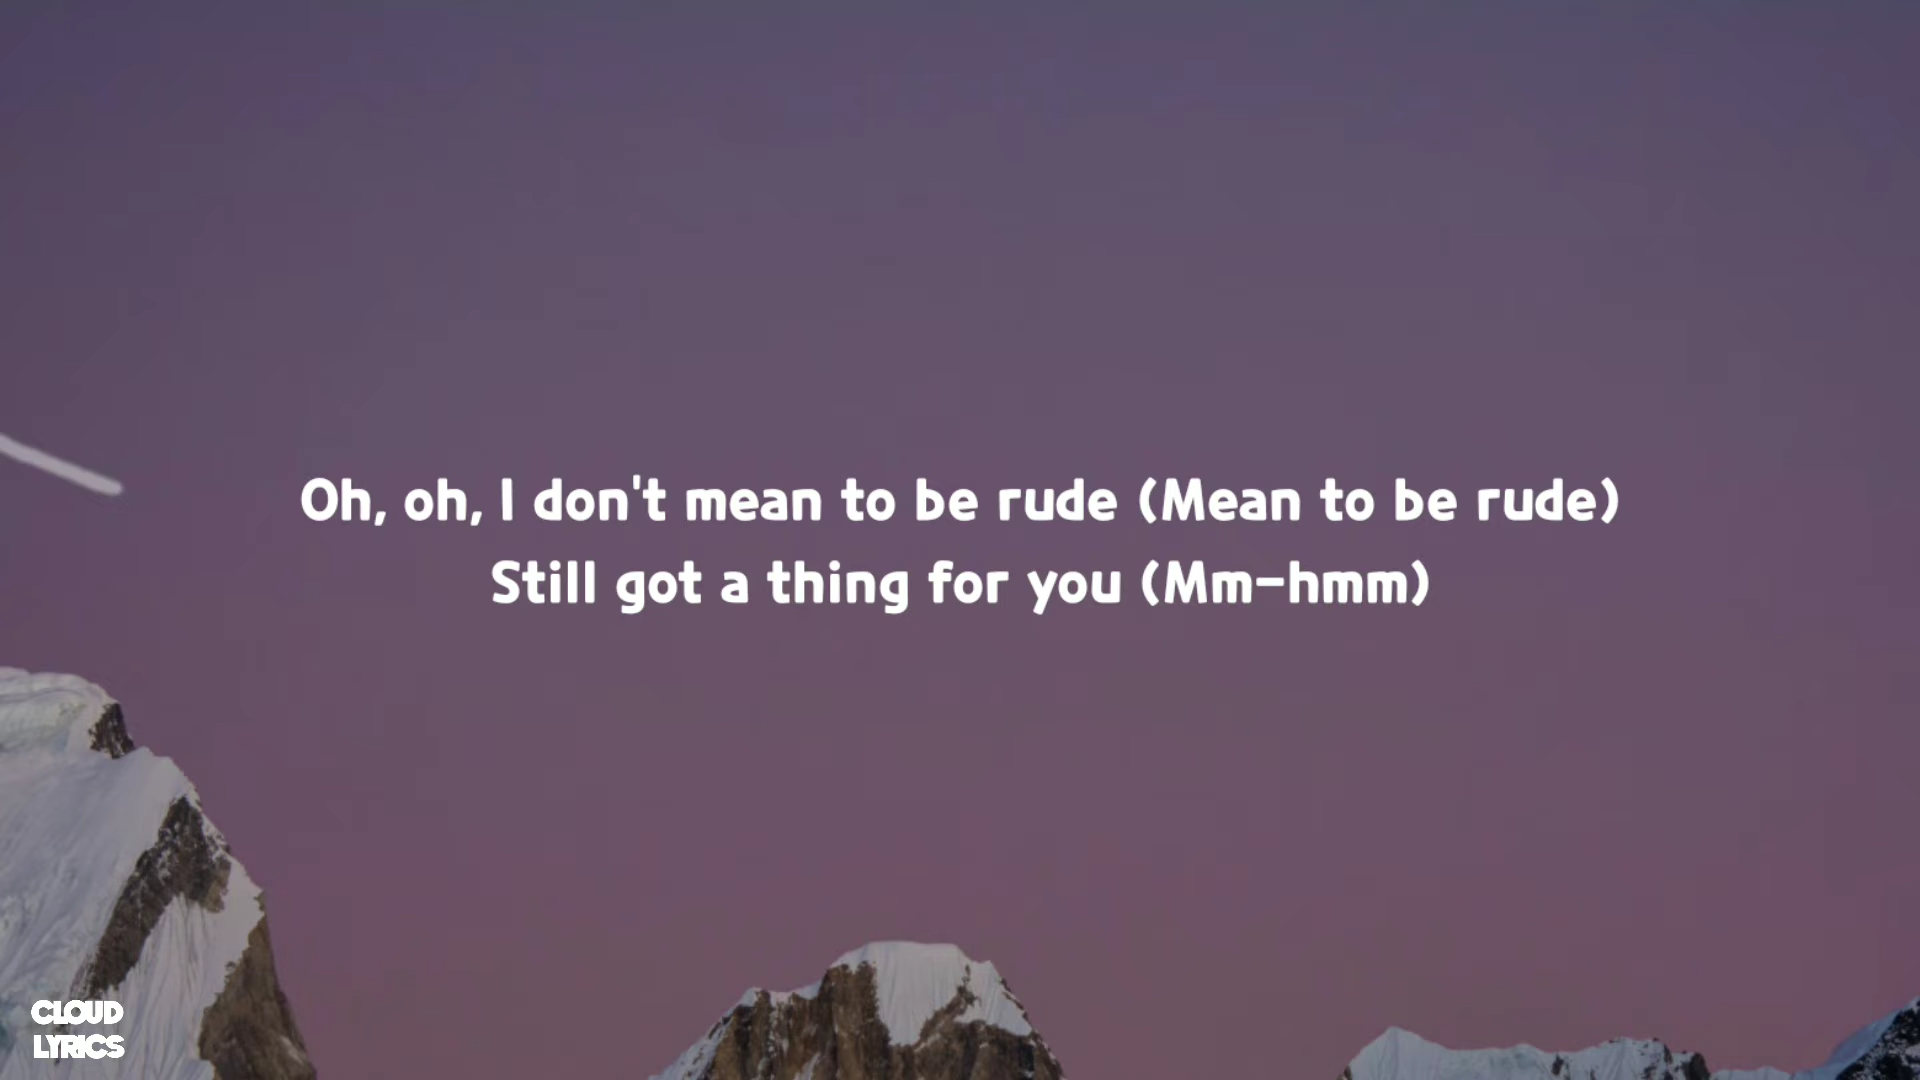 Oh, oh, I don't mean to be rude (Mean to be rude)
Still got a thing for you (Mm-hmm)
CLOUD
LYRICS